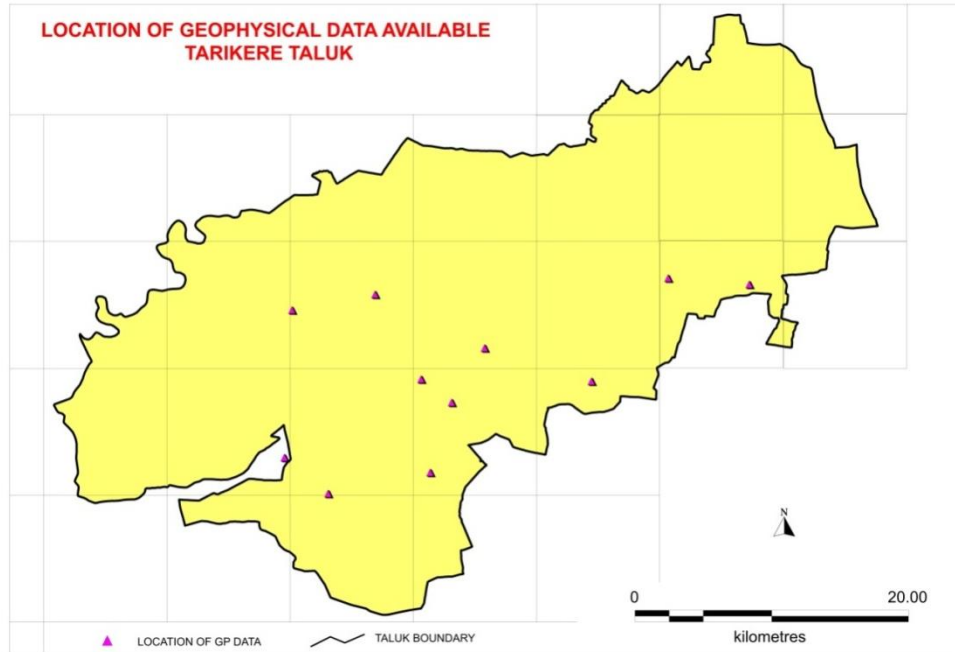 LOCATION OF GEOPHYSICAL DATA AVAILABLE
TARIKERE TALUK
N
0 20.00
kilometres
LOCATION OF GP DATA TALUK BOUNDARY